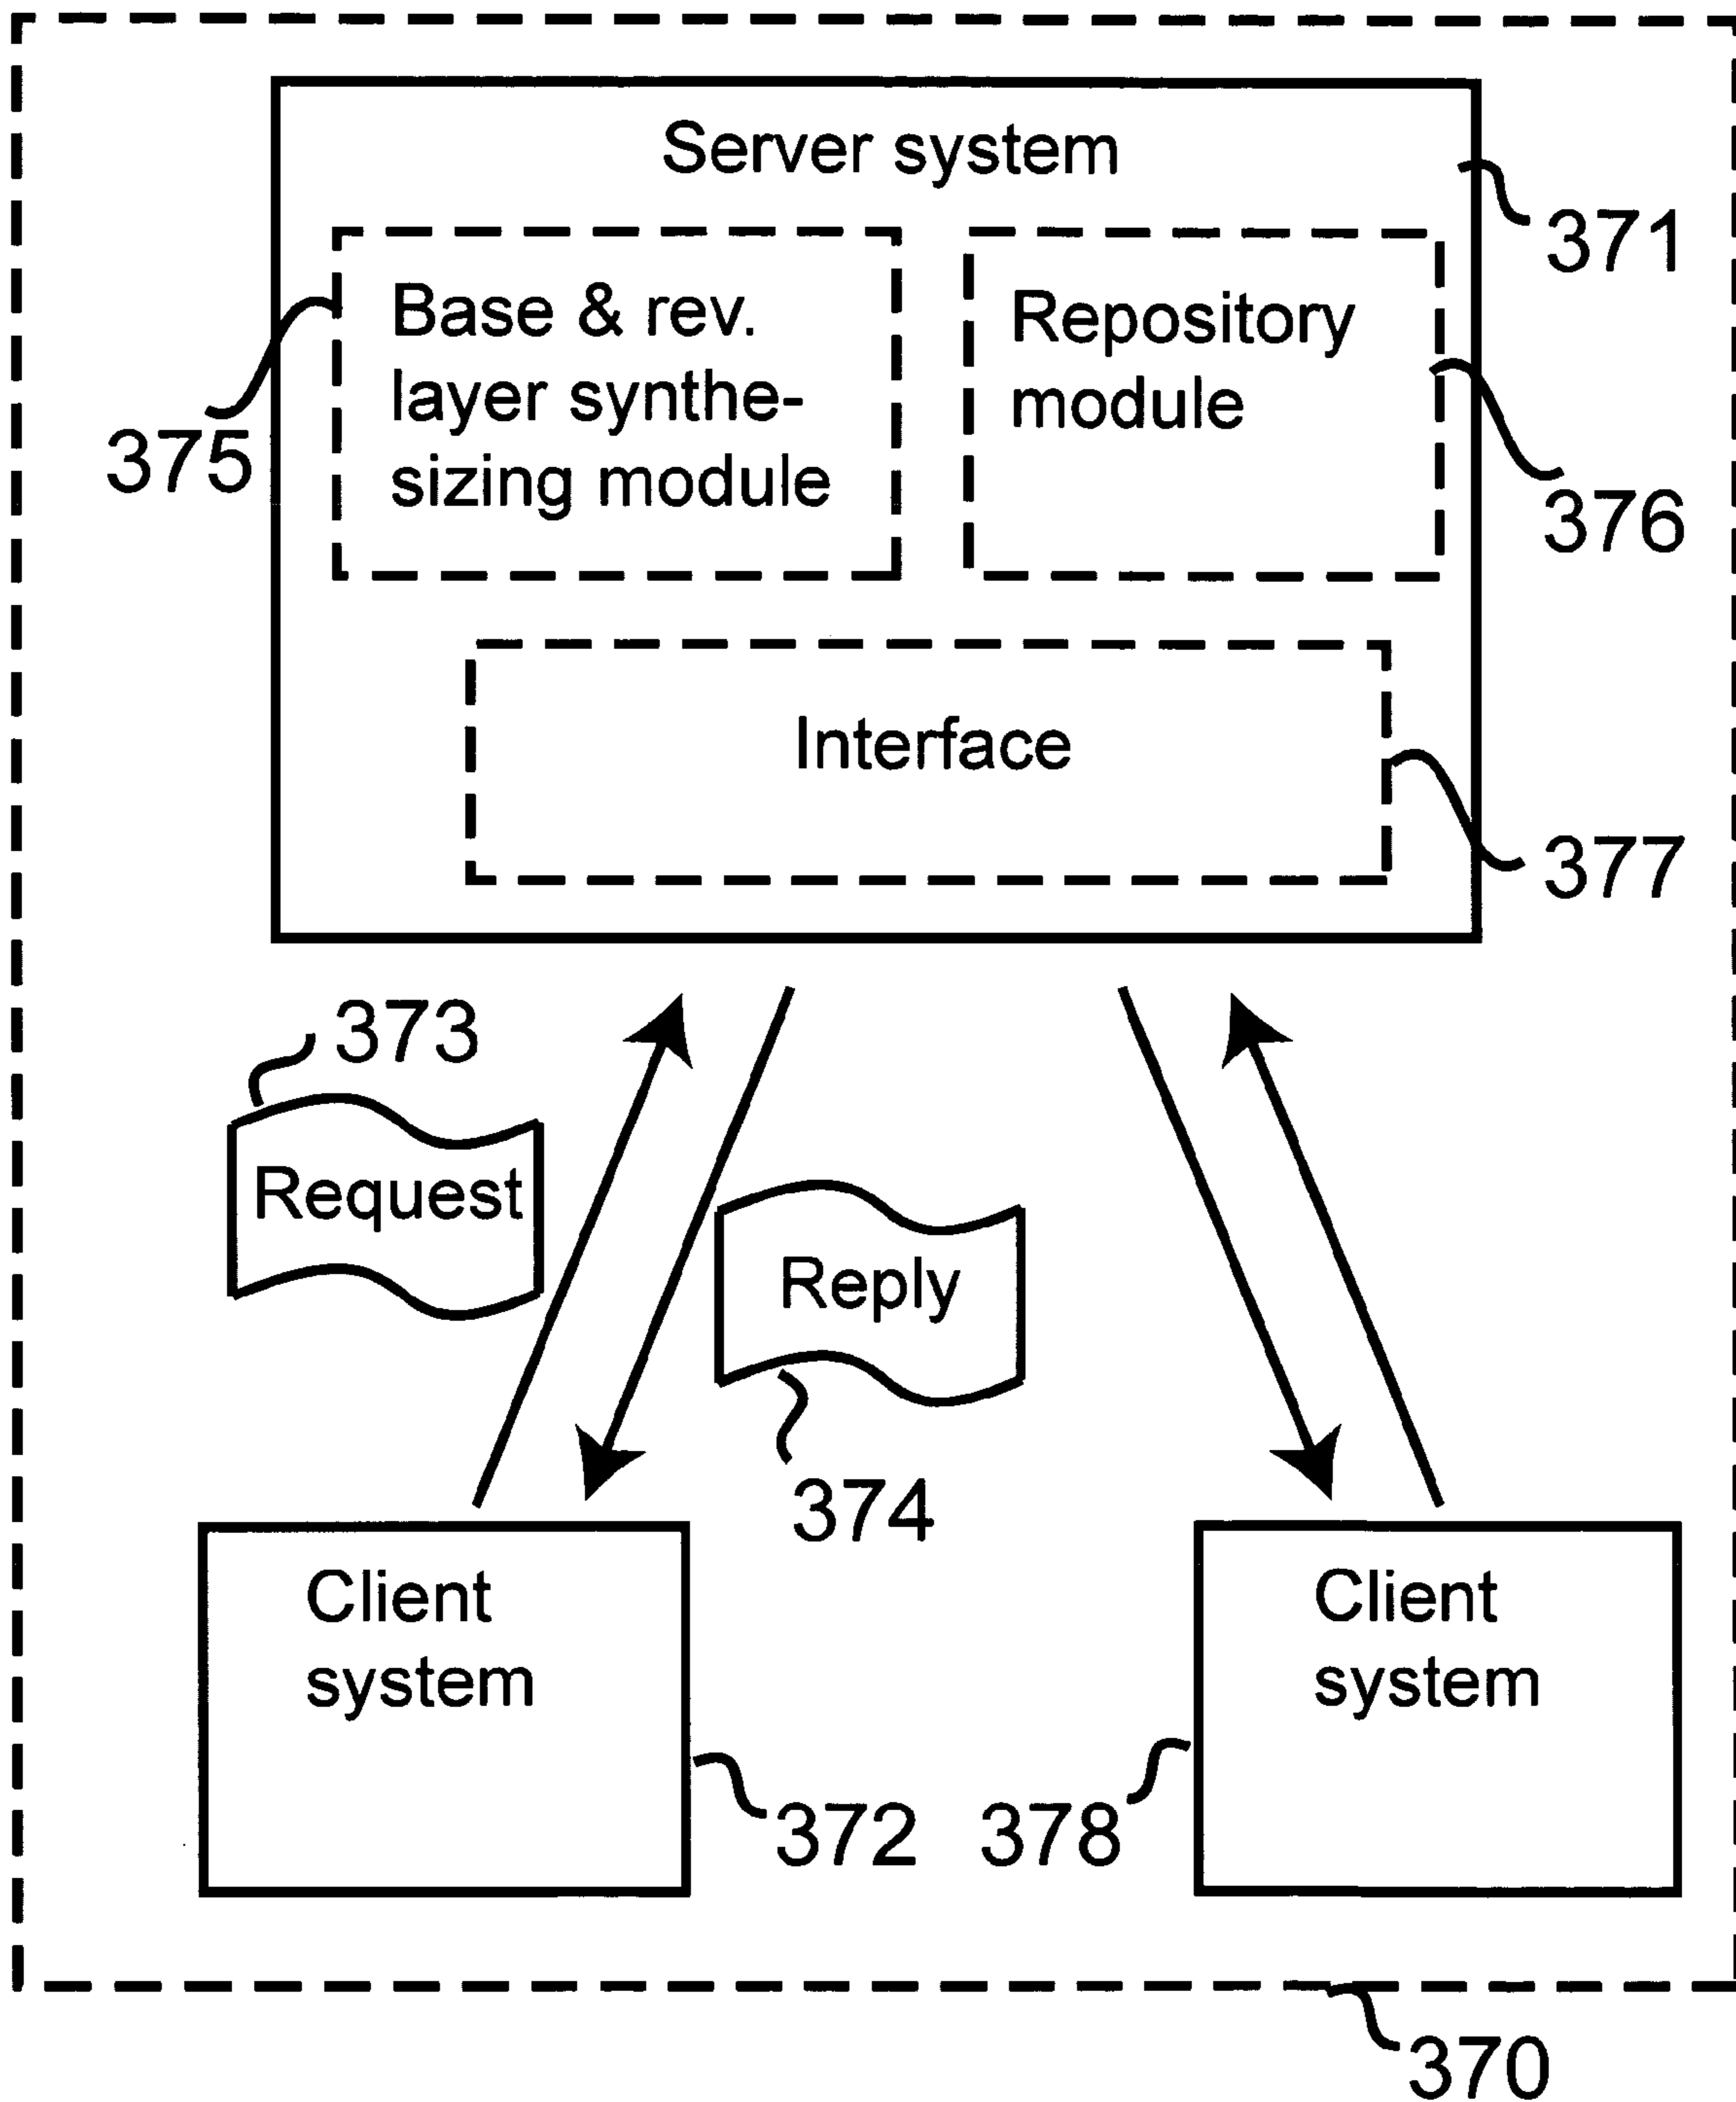 Server system
371
Base & rev.
layer synthe-
sizing module
375
Repository
module
376
Interface
377
373
Request
Reply
374
Client
system
372
Client
system
378
370